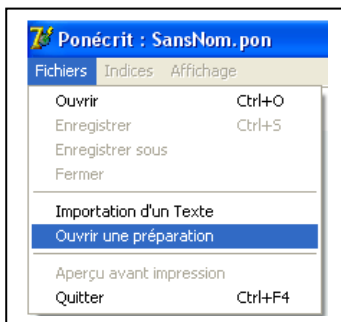 Ponécrit : SansNom.pon
Fichiers Indices Affichage
Ouvrir Ctrl+O
Enregistrer Ctrl+S
Enregistrer sous
Fermer
Importation d'un Texte
Ouvrir une préparation
Aperçu avant impression
Quitter Ctrl+F4